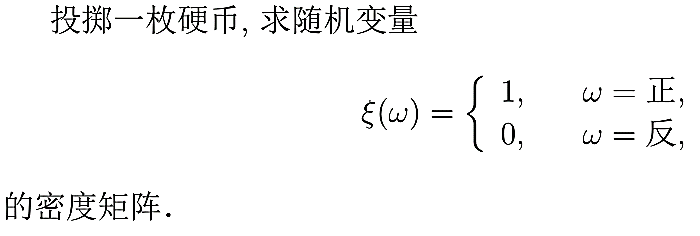 投掷一枚硬币, 求随机变量
ξ(ω) = { 1, ω = 正,
0, ω = 反,
的密度矩阵.